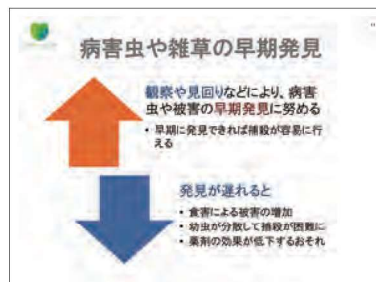 病害虫や雑草の早期発見
観察や見回りなどにより、病害
虫や被害の早期発見に努める
• 早期に発見できれば捕殺が容易に行
える
発見が遅れると
• 食害による被害の増加
• 幼虫が分散して捕殺が困難に
• 薬剤の効果が低下するおそれ